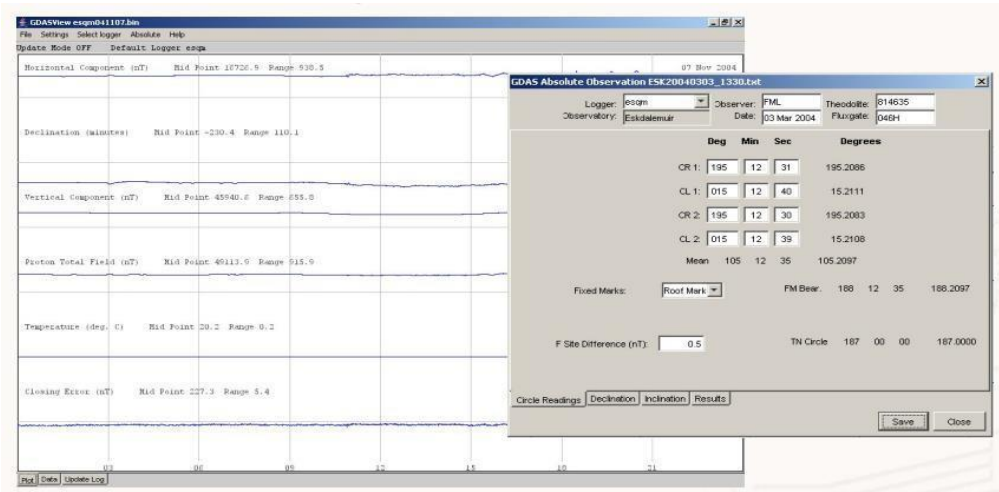 GDASView esqm041107.bin
File Settings Select logger Absolute Help
Update Mode OFF Default Logger esqm
Horizontal Component (nT) Mid Point 18728.9 Range 938.5
07 Nov 2004
Declination (minutes) Mid Point -230.4 Range 110.1
Vertical Component (nT) Mid Point 45940.8 Range 855.8
Proton Total Field (nT) Mid Point 49113.9 Range 915.9
Temperature (deg. C) Mid Point 20.2 Range 0.2
Closing Error (nT) Mid Point 227.3 Range 5.4
03 06 09 12 15 18 21
Plot Data Update Log
GDAS Absolute Observation ESK20040303_1330.txt
Logger: esqm Observer: FML Theodolite: 814635
Observatory: Eskdalemuir Date: 03 Mar 2004 Fluxgate: 046H
Deg Min Sec Degrees
CR 1: 195 12 31 195.2086
CL 1: 015 12 40 15.2111
CR 2: 195 12 30 195.2083
CL 2: 015 12 39 15.2108
Mean 105 12 35 105.2097
Fixed Marks: Roof Mark FM Bear. 188 12 35 188.2097
F Site Difference (nT): 0.5 TN Circle 187 00 00 187.0000
Circle Readings Declination Inclination Results
Save Close